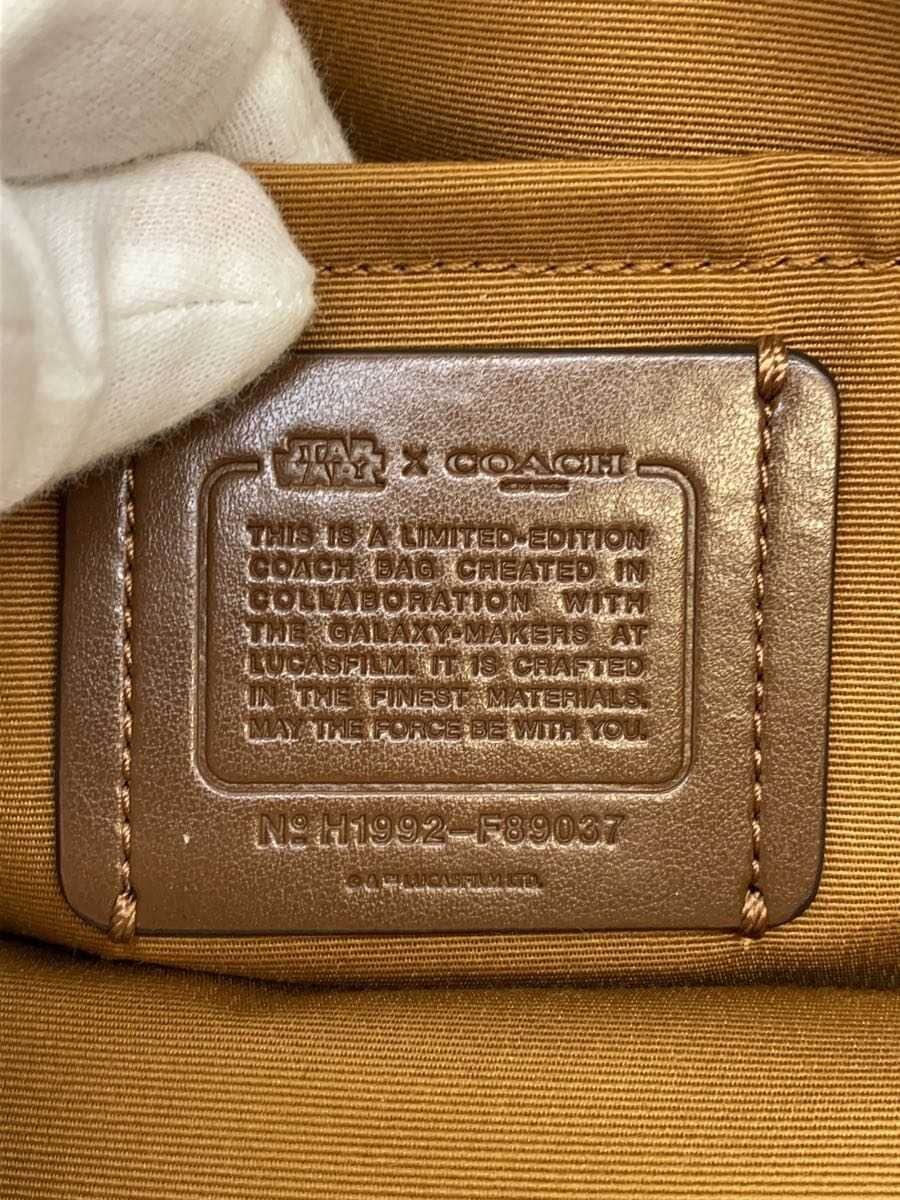 STAR WARS X COACH
THIS IS A LIMITED-EDITION
COACH BAG CREATED IN
COLLABORATION WITH
THE GALAXY-MAKERS AT
LUCASFILM. IT IS CRAFTED
IN THE FINEST MATERIALS.
MAY THE FORCE BE WITH YOU.
Nº H1992-F89037
© & ™ LUCASFILM LTD.